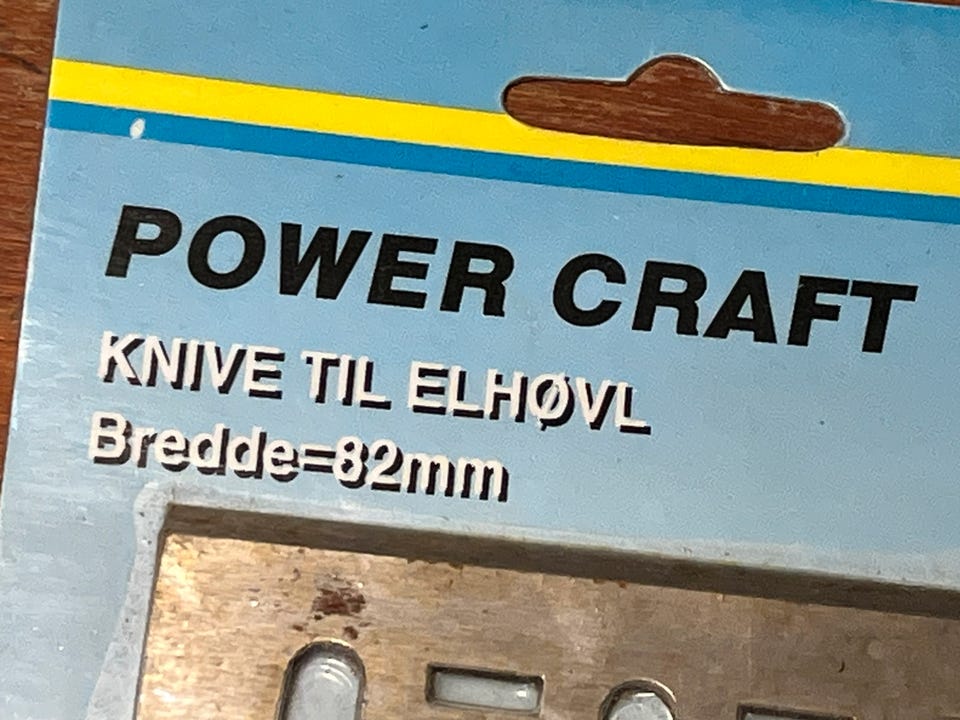 POWER CRAFT
KNIVE TIL ELHØVL
Bredde=82mm